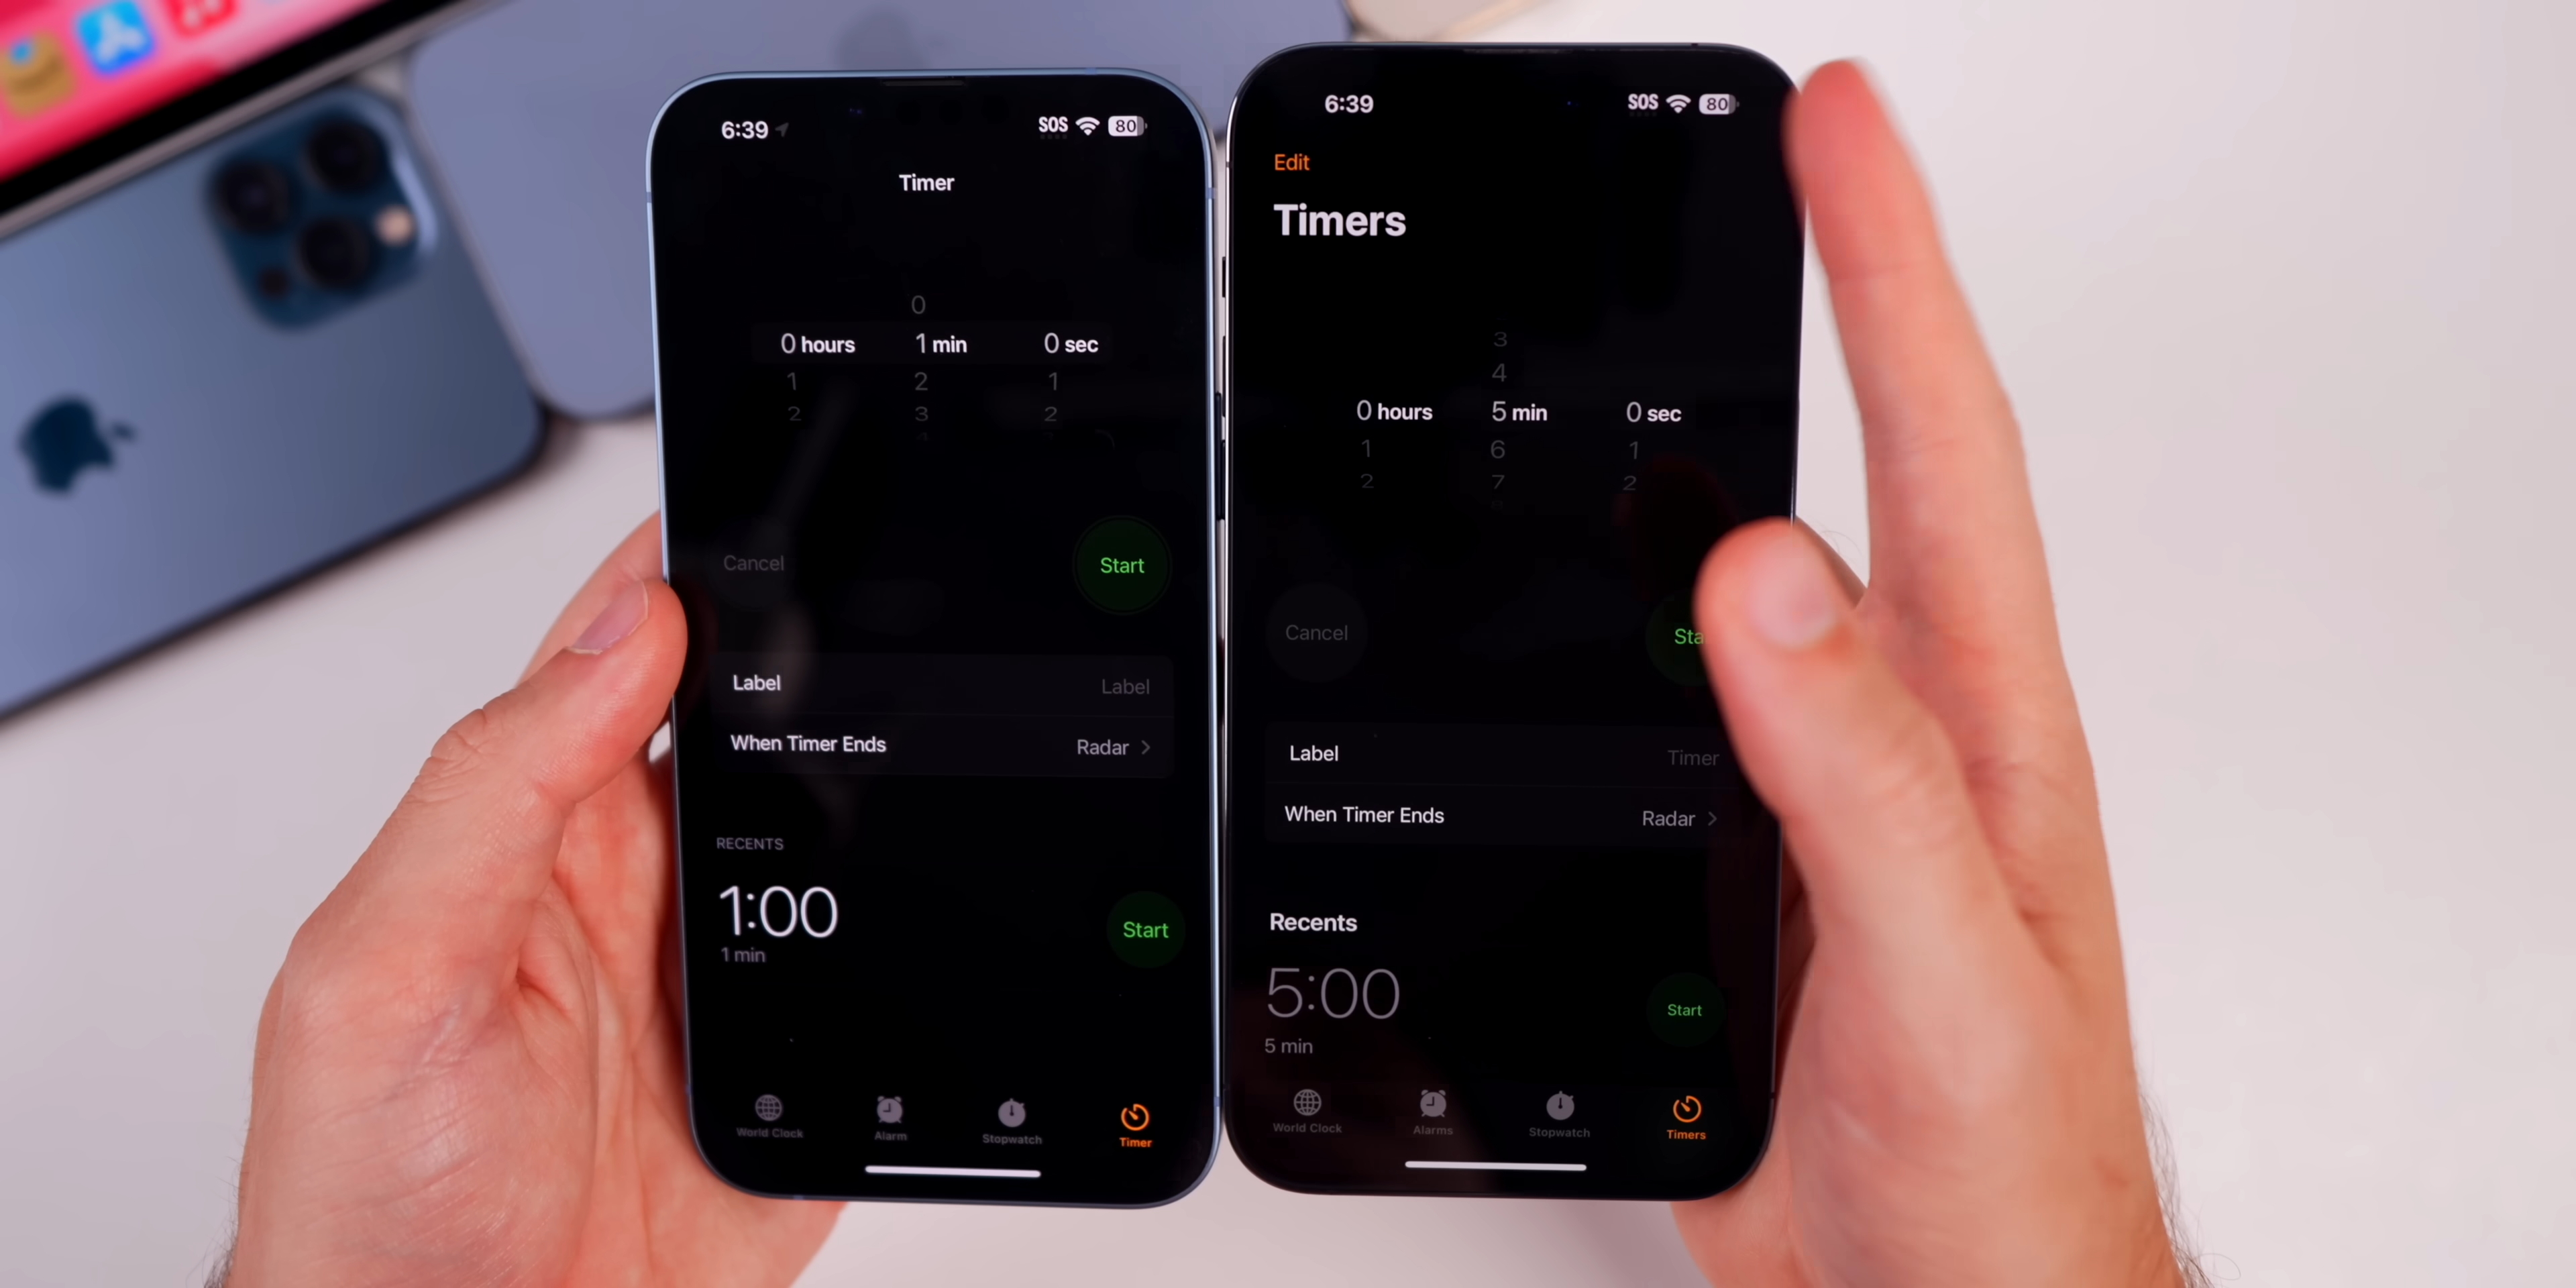 6:39
SOS
80
Timer
0
0 hours 1 min 0 sec
1 2 1
2 3 2
Cancel
Start
Label Label
When Timer Ends Radar
RECENTS
1:00
1 min
Start
World Clock
Alarm
Stopwatch
Timer
6:39
SOS
80
Edit
Timers
3
4
0 hours 5 min 0 sec
1 6 1
2 7 2
Cancel
Sta
Label Timer
When Timer Ends Radar
Recents
5:00
5 min
Start
World Clock
Alarms
Stopwatch
Timers